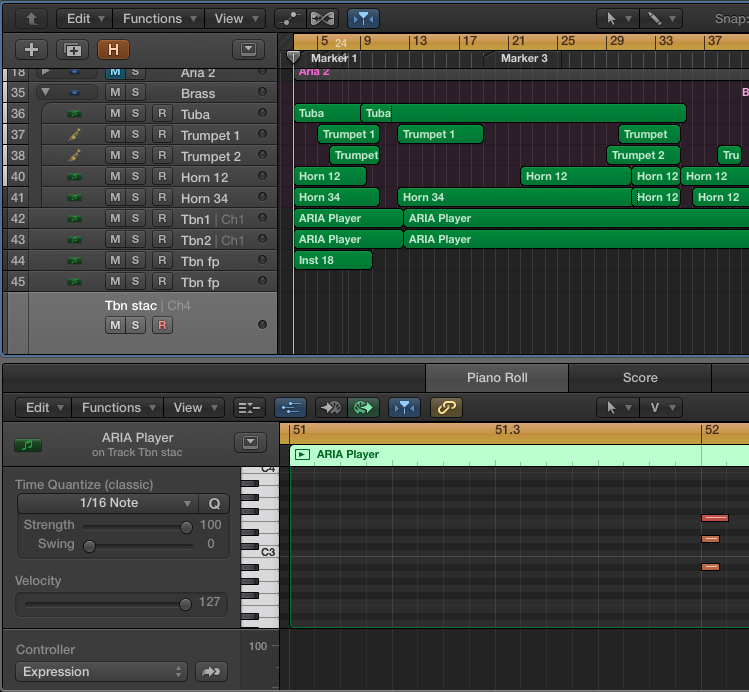 Edit Functions View Snap:
H
5 24 9 13 17 21 25 29 33 37
Marker 1 Marker 3
18 M S Aria 2 Aria 2
35 M S Brass B
36 M S R Tuba Tuba Tuba
37 M S R Trumpet 1 Trumpet 1 Trumpet 1 Trumpet
38 M S R Trumpet 2 Trumpet Trumpet 2 Tru
40 M S R Horn 12 Horn 12 Horn 12 Horn 12 Horn 12
41 M S R Horn 34 Horn 34 Horn 34 Horn 12 Horn 12
42 M S R Tbn1 | Ch1 ARIA Player ARIA Player
43 M S R Tbn2 | Ch1 ARIA Player ARIA Player
44 M S R Tbn fp Inst 18
45 M S R Tbn fp
Tbn stac | Ch4
M S R
Piano Roll Score
Edit Functions View V
51 51.3 52
ARIA Player
on Track Tbn stac
ARIA Player
C4
Time Quantize (classic)
1/16 Note Q
Strength 100
Swing 0
C3
Velocity
127
Controller
100
Expression